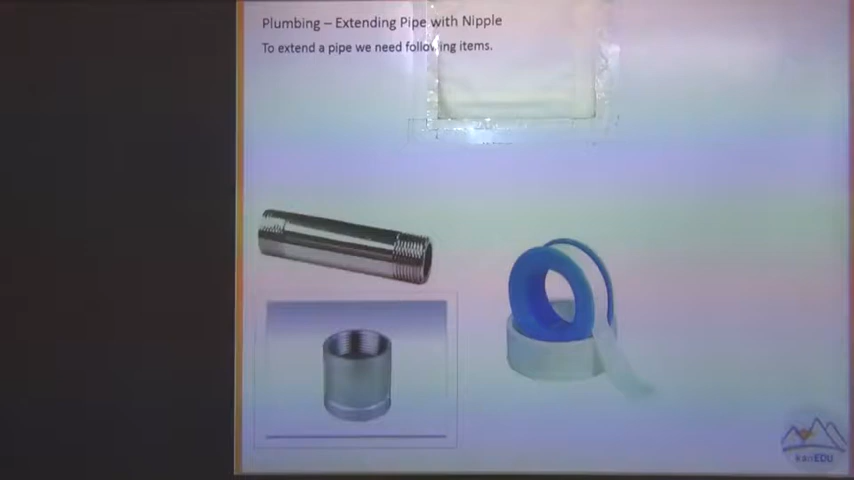 Plumbing – Extending Pipe with Nipple
To extend a pipe we need following items.
kanEDU